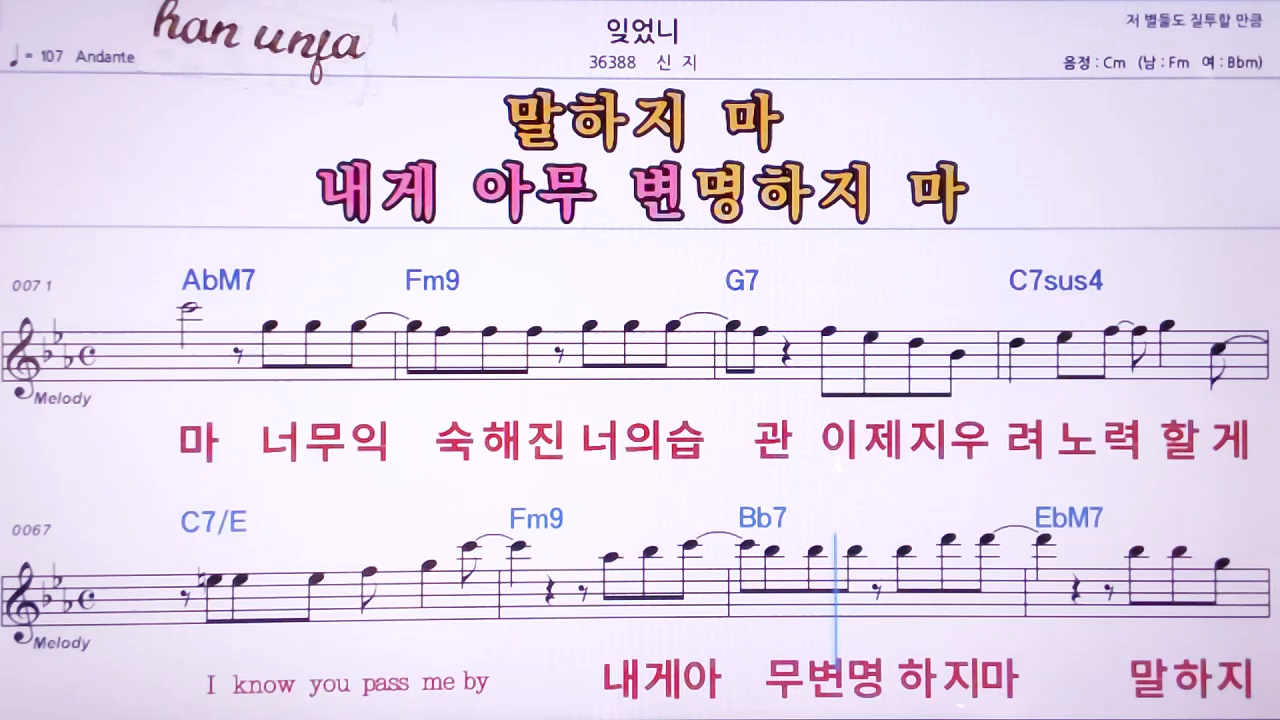 han unja
잊었니
저 별들도 질투할 만큼
♩= 107 Andante
36388 신 지
음정 : Cm (남 : Fm 여 : Bbm)
말하지 마
내게 아무 변명하지 마
0071 AbM7 Fm9 G7 C7sus4
Melody
마 너무익 숙해진 너의습 관 이제지우 려 노력 할 게
0067 C7/E Fm9 Bb7 EbM7
Melody
I know you pass me by 내게아 무변명 하지마 말하지